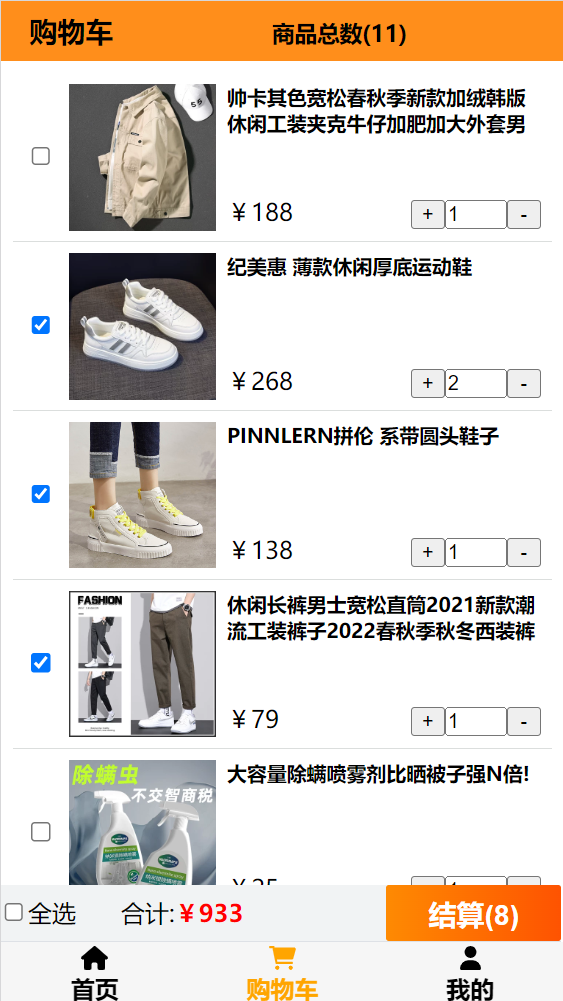 购物车
商品总数(11)
帅卡其色宽松春秋季新款加绒韩版
休闲工装夹克牛仔加肥加大外套男
￥188
+ 1 -
纪美惠 薄款休闲厚底运动鞋
￥268
+ 2 -
PINNLERN拼伦 系带圆头鞋子
￥138
+ 1 -
FASHION
休闲长裤男士宽松直筒2021新款潮
流工装裤子2022春秋季秋冬西装裤
￥79
+ 1 -
除螨虫
不交智商税
大容量除螨喷雾剂比晒被子强N倍!
全选
合计:￥933
结算(8)
首页
购物车
我的